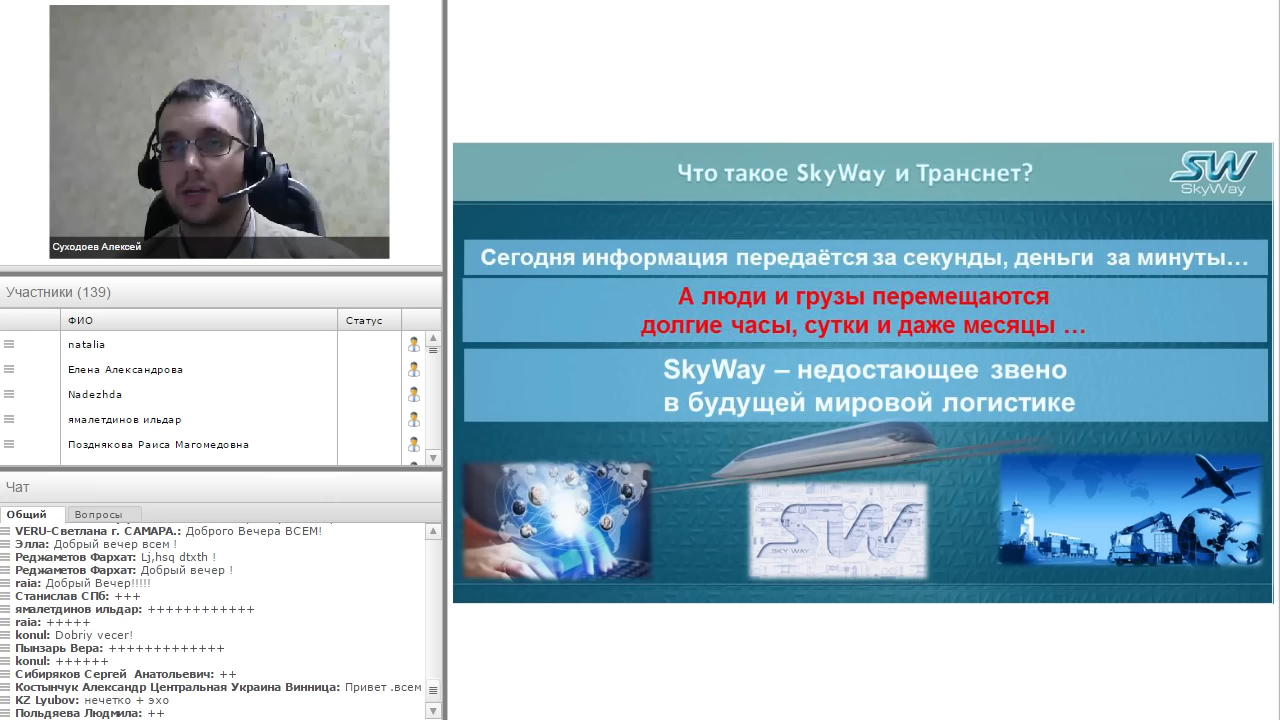 Суходоев Алексей
Участники (139)
ФИО
Статус
natalia
Елена Александрова
Nadezhda
ямалетдинов ильдар
Позднякова Раиса Магомедовна
Чат
Общий
Вопросы
VERU-Светлана г. САМАРА.: Доброго Вечера ВСЕМ!
Элла: Добрый вечер всем !
Реджаметов Фархат: Lj,hsq dtxth !
Реджаметов Фархат: Добрый вечер !
raia: Добрый Вечер!!!!!
Станислав СПб: +++
ямалетдинов ильдар: ++++++++++++
raia: +++++
konul: Dobriy vecer!
Пынзарь Вера: +++++++++++++
konul: ++++++
Сибиряков Сергей Анатольевич: ++
Костынчук Александр Центральная Украина Винница: Привет .всем
KZ Lyubov: нечетко + эхо
Польдяева Людмила: ++
Что такое SkyWay и Транснет?
SW
SkyWay
Сегодня информация передаётся за секунды, деньги за минуты...
А люди и грузы перемещаются
долгие часы, сутки и даже месяцы ...
SkyWay – недостающее звено
в будущей мировой логистике
SW
SKY WAY